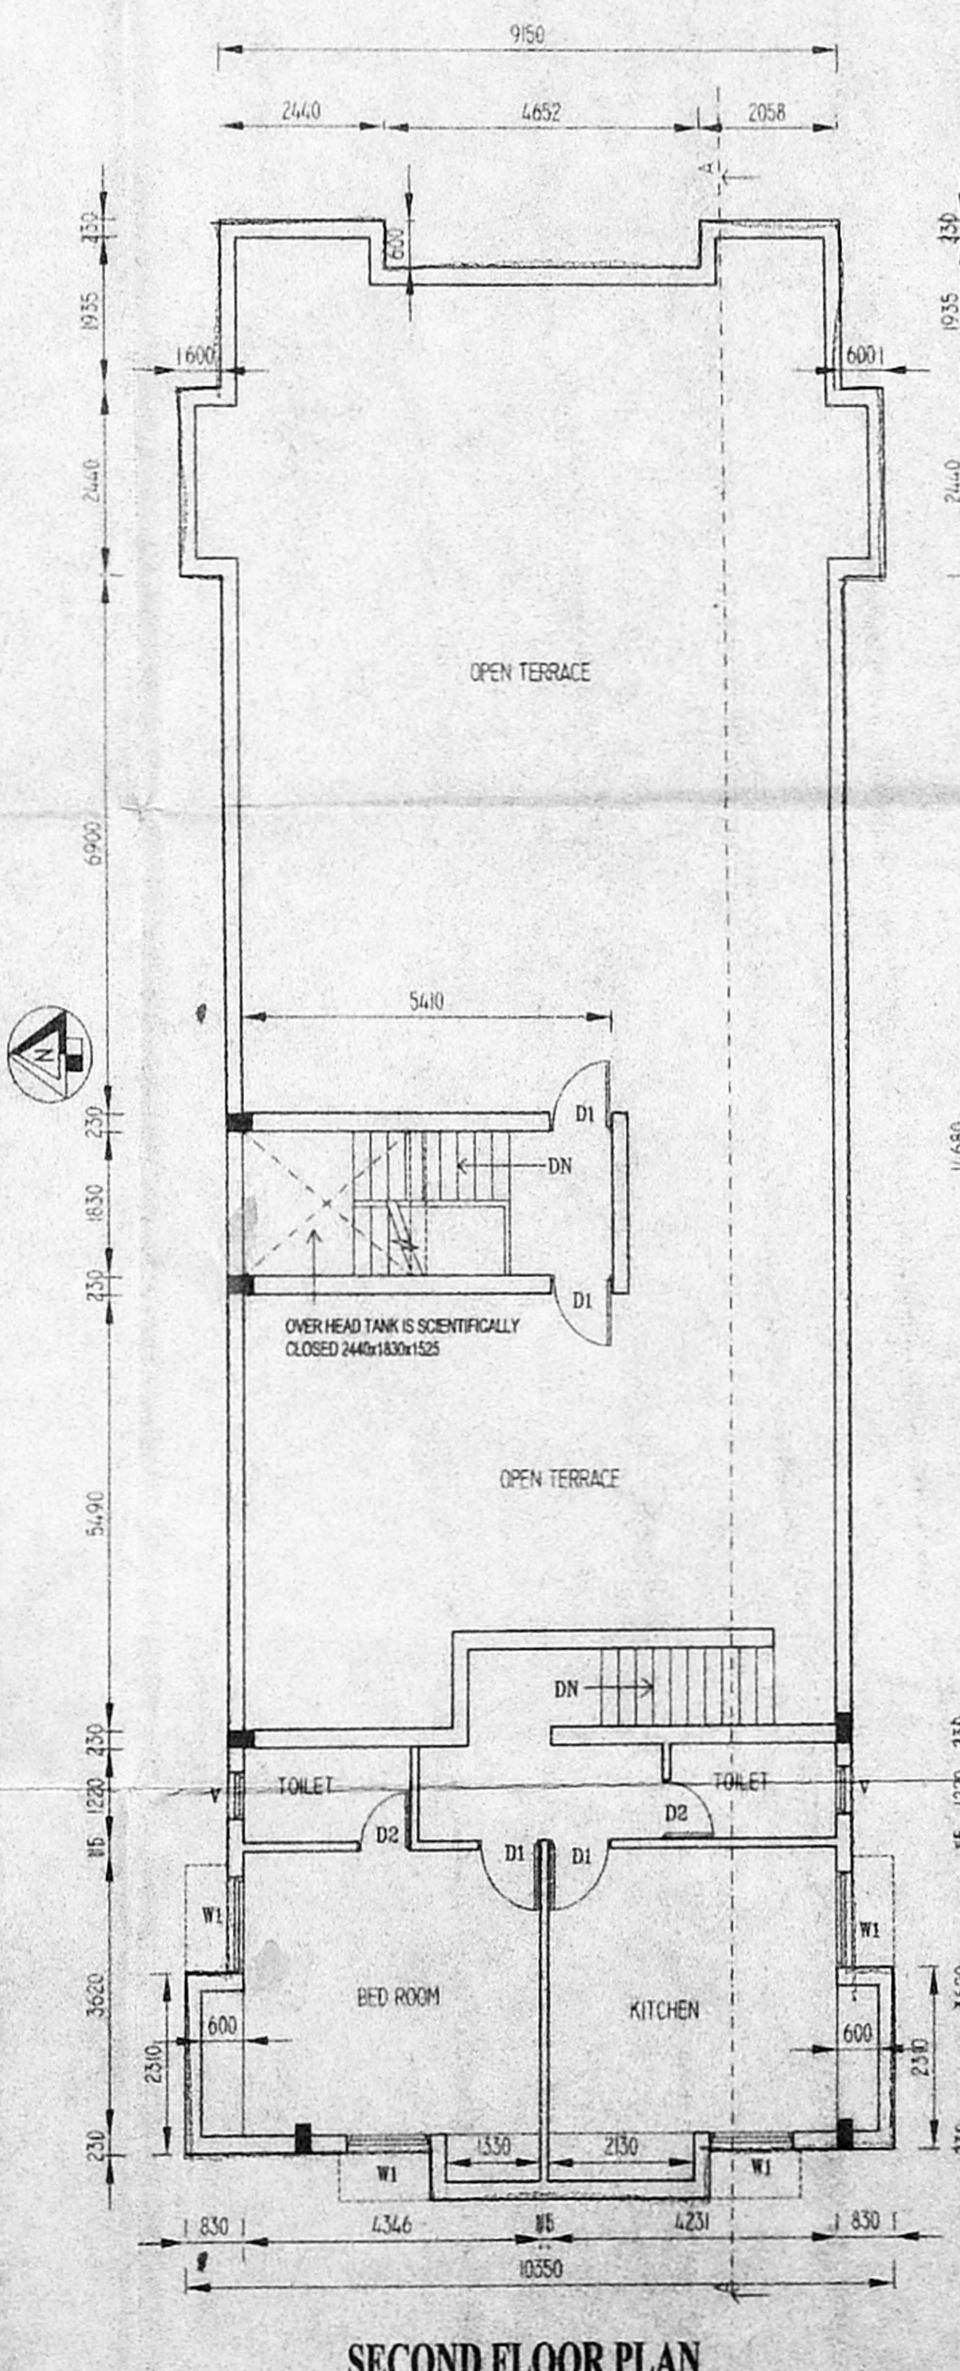 9150
2440
4652
2058
A
230
600
230
1935
1935
1600
6001
2440
2440
OPEN TERRACE
6900
5410
N
230
D1
DN
1830
230
D1
OVER HEAD TANK IS SCIENTIFICALLY
CLOSED 2440x1830x1525
OPEN TERRACE
5490
DN
230
TOILET
TOILET
V
V
1220
D2
D2
115
D1
D1
W1
W1
3620
BED ROOM
KITCHEN
600
600
2310
2310
230
1330
2130
W1
W1
830
4346
115
4231
830
10350
A
SECOND FLOOR PLAN